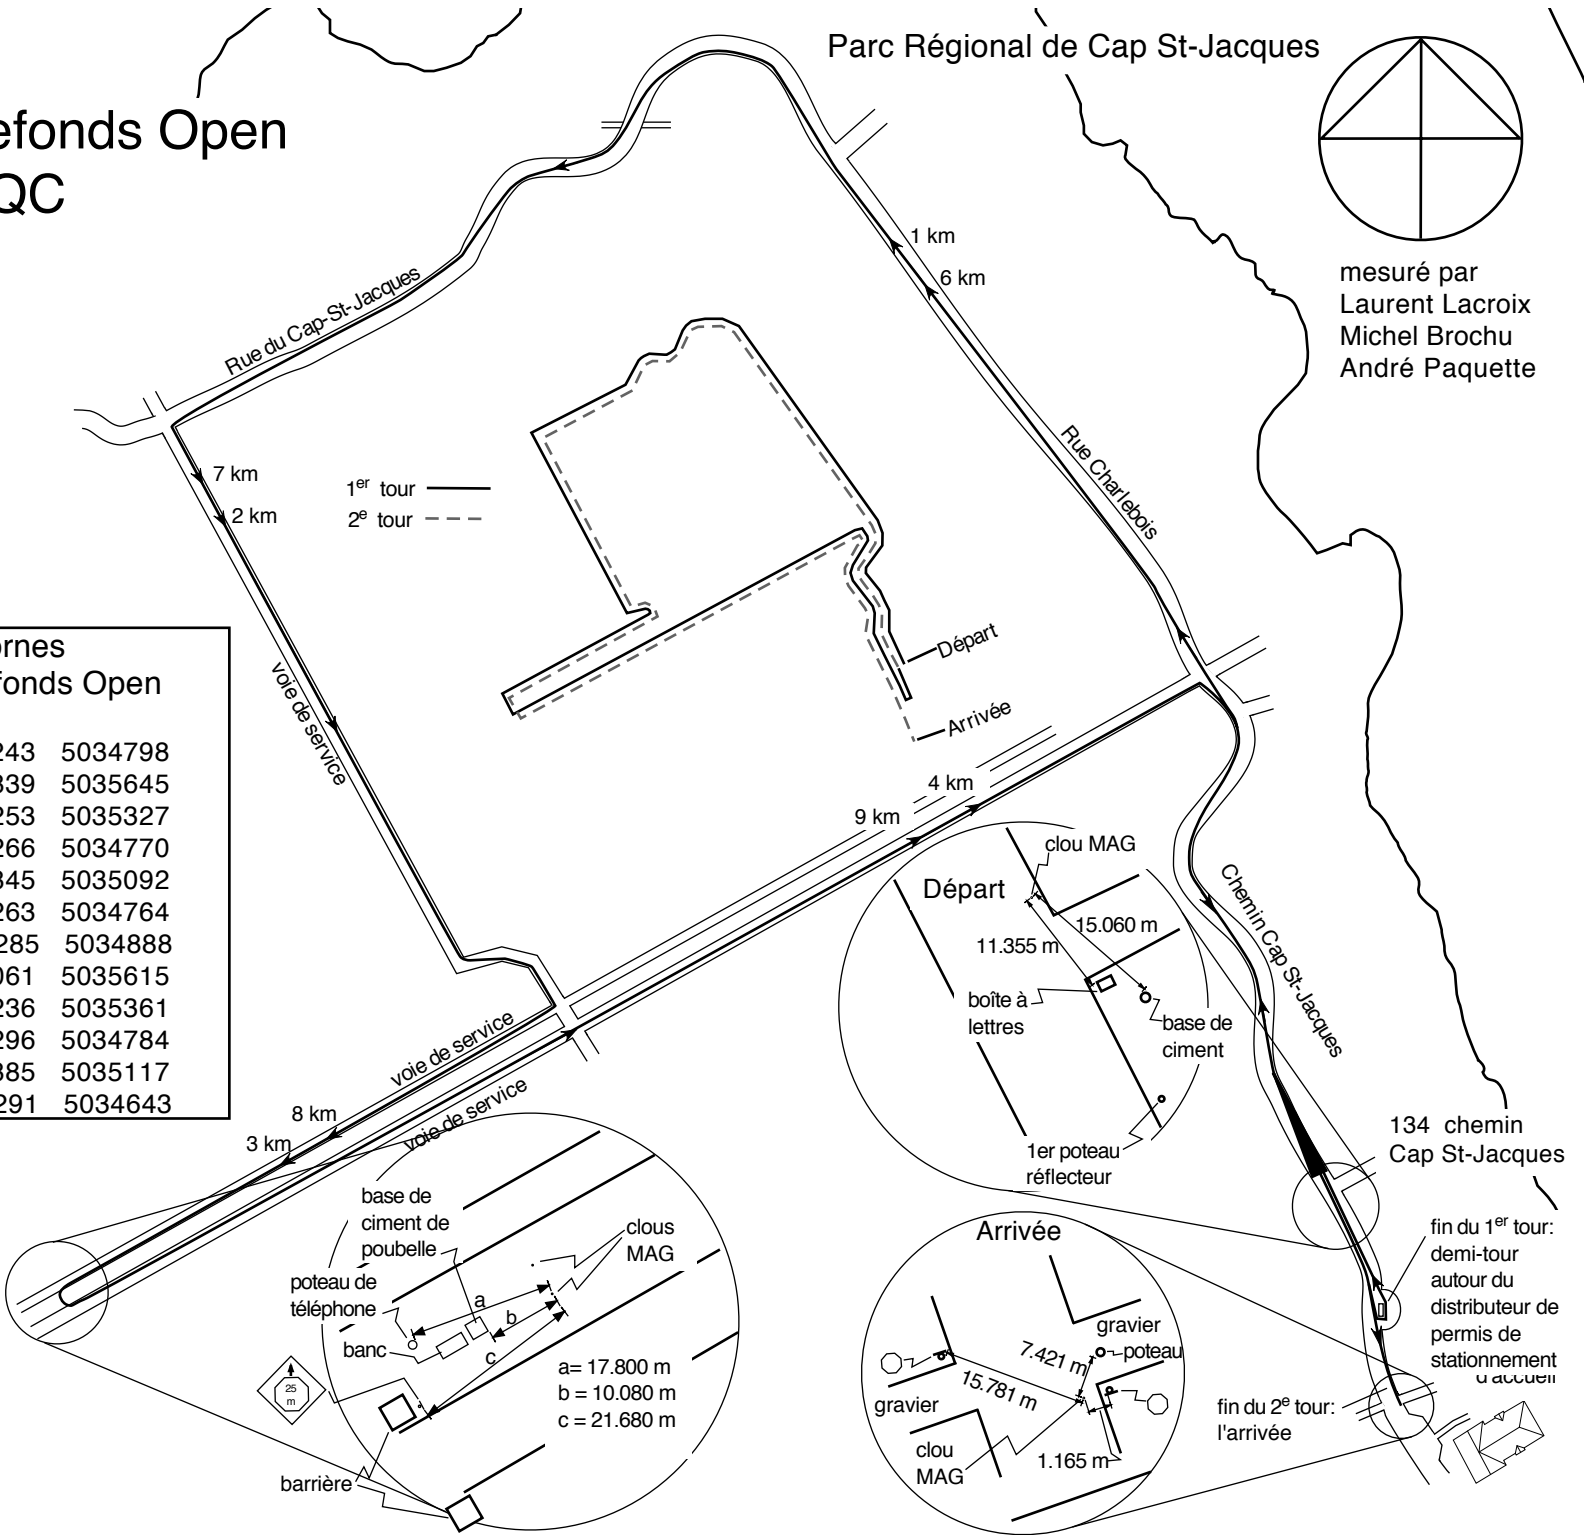 Parc Régional de Cap St-Jacques
efonds Open
QC
mesuré par
Laurent Lacroix
Michel Brochu
André Paquette
1 km
6 km
Rue du Cap-St-Jacques
Rue Charlebois
7 km
2 km
1er tour
2e tour
Départ
Arrivée
voie de service
ornes
fonds Open
243 5034798
339 5035645
253 5035327
266 5034770
345 5035092
263 5034764
285 5034888
061 5035615
236 5035361
296 5034784
385 5035117
291 5034643
4 km
9 km
Chemin Cap St-Jacques
Départ
clou MAG
15.060 m
11.355 m
boîte à
lettres
base de
ciment
1er poteau
réflecteur
voie de service
voie de service
8 km
3 km
134 chemin
Cap St-Jacques
base de
ciment de
poubelle
clous
MAG
poteau de
téléphone
banc
a
b
c
a= 17.800 m
b = 10.080 m
c = 21.680 m
25
m
barrière
Arrivée
gravier
poteau
7.421 m
15.781 m
gravier
clou
MAG
1.165 m
fin du 1er tour:
demi-tour
autour du
distributeur de
permis de
stationnement
d'accueil
fin du 2e tour:
l'arrivée